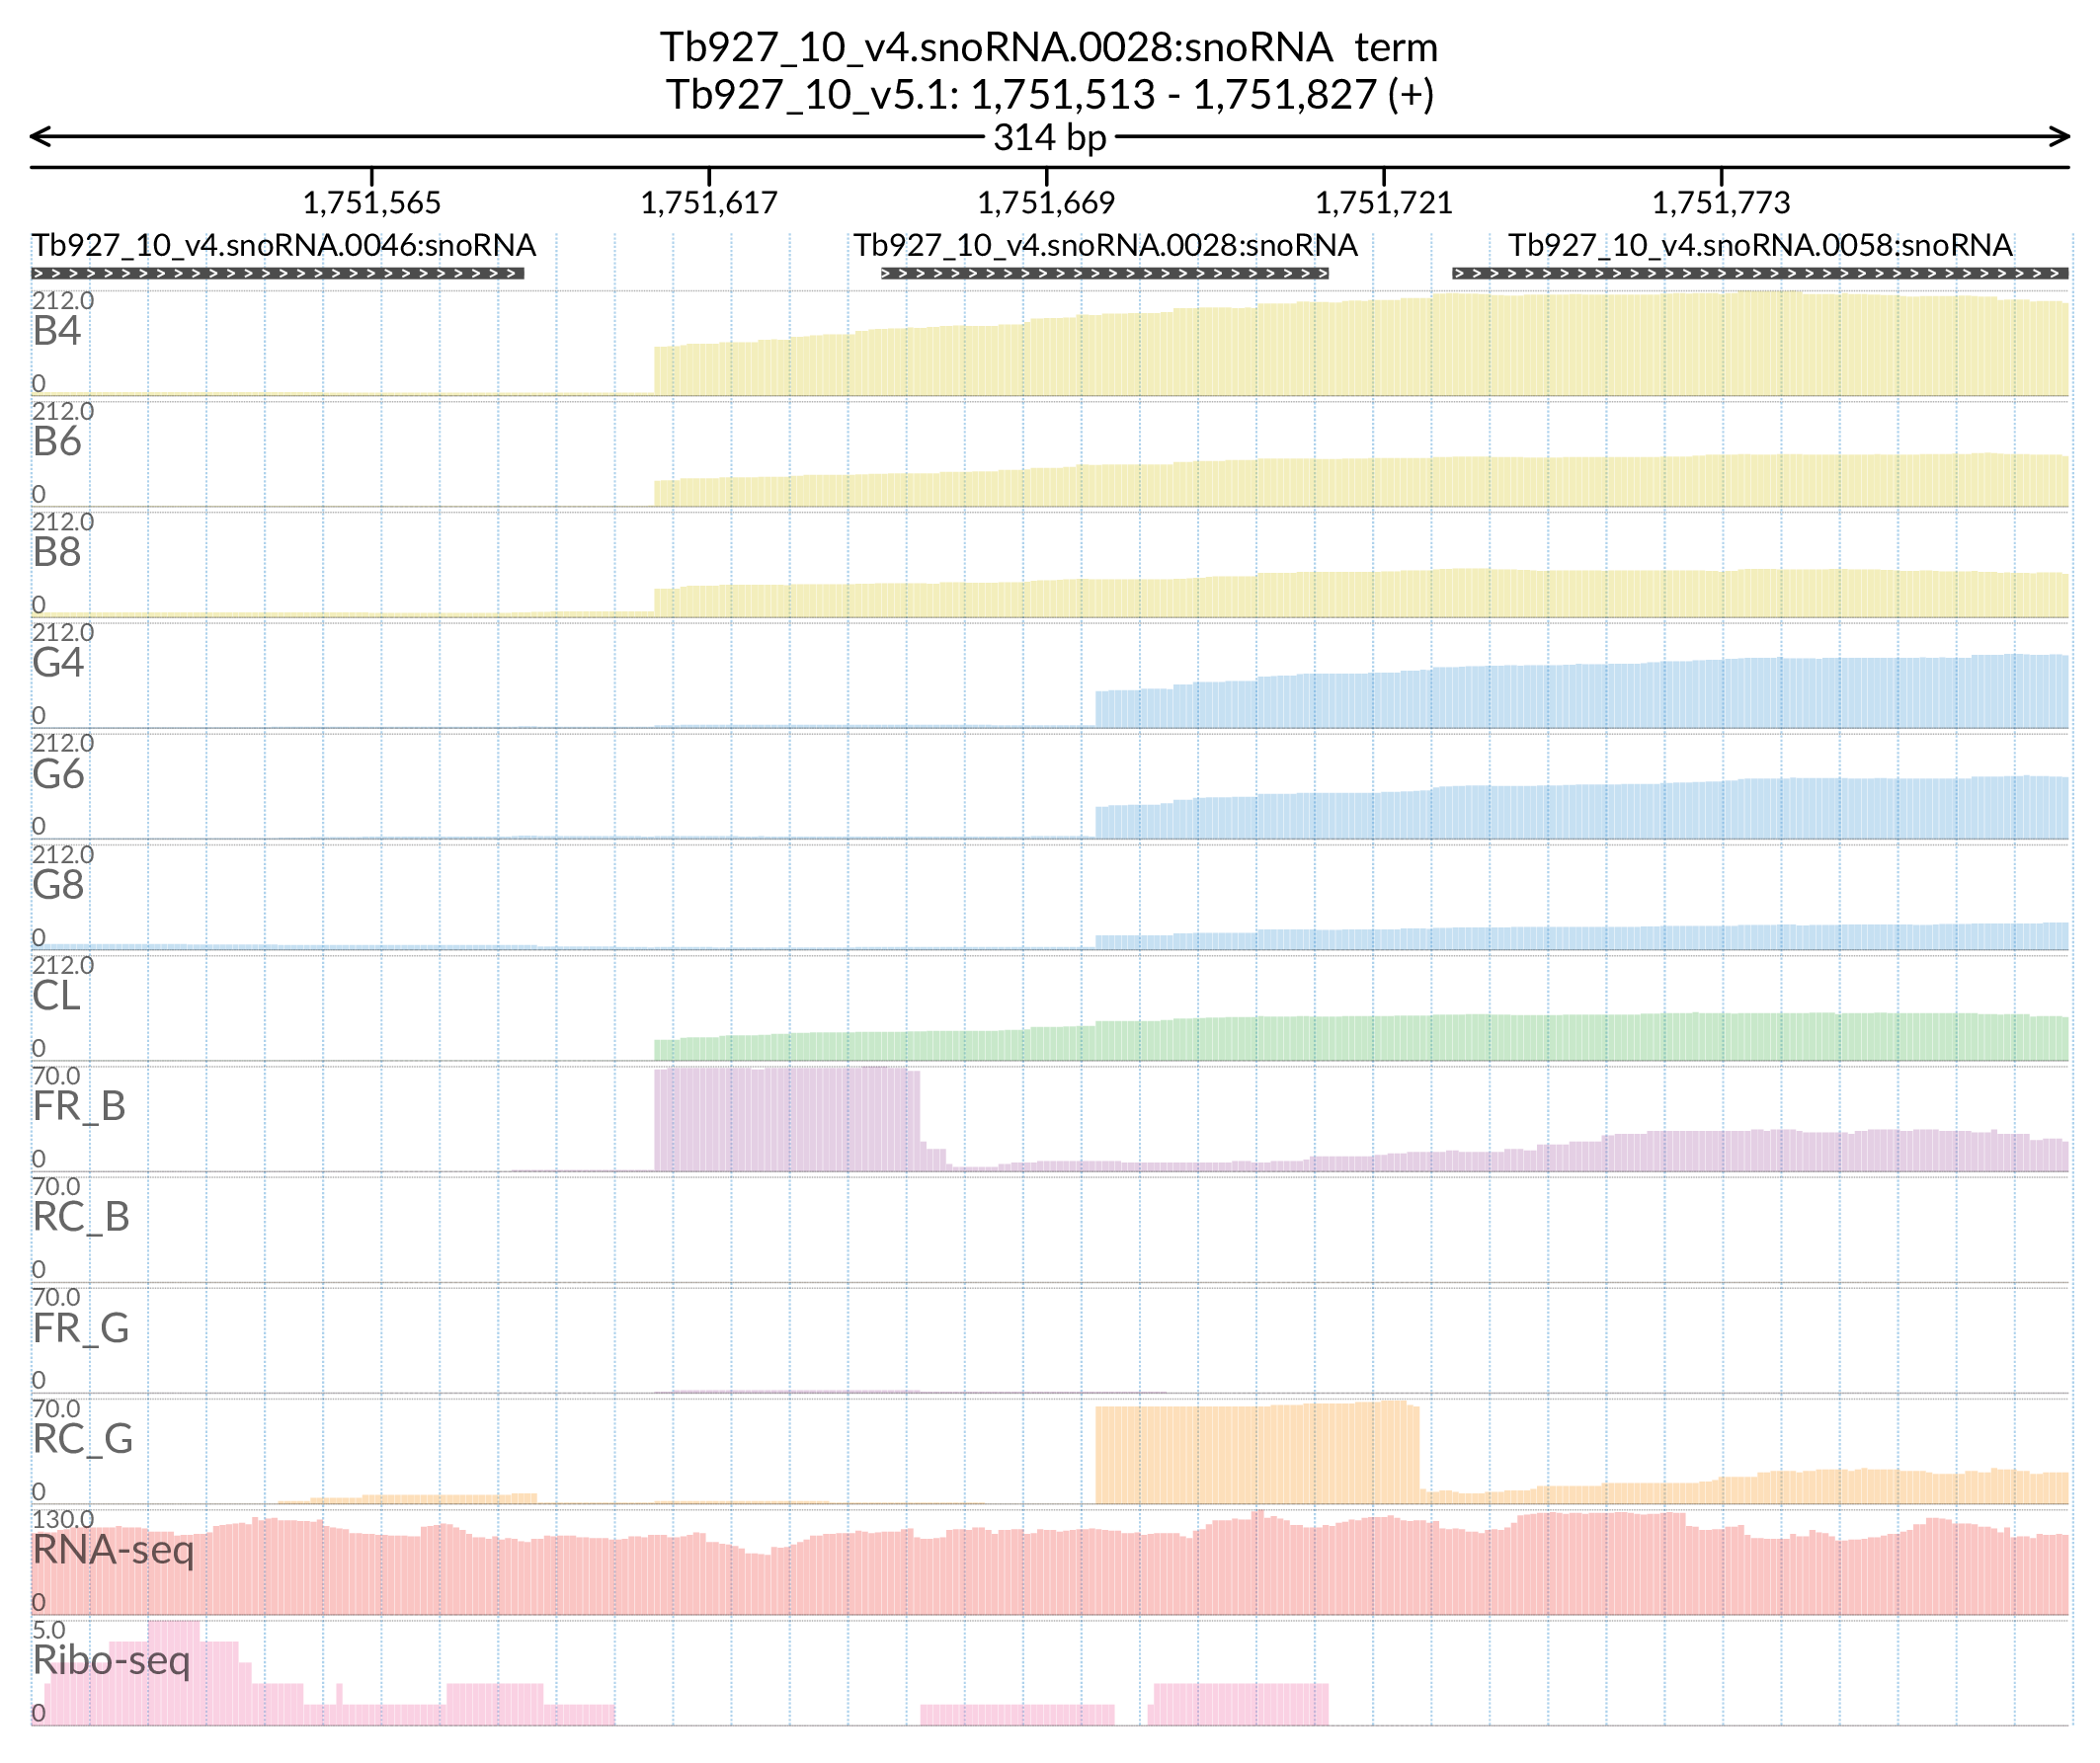 Tb927_10_v4.snoRNA.0028:snoRNA  term
Tb927_10_v5.1: 1,751,513 - 1,751,827 (+)
314 bp
1,751,565 1,751,617 1,751,669 1,751,721 1,751,773
Tb927_10_v4.snoRNA.0046:snoRNA Tb927_10_v4.snoRNA.0028:snoRNA Tb927_10_v4.snoRNA.0058:snoRNA
212.0
B4
0
212.0
B6
0
212.0
B8
0
212.0
G4
0
212.0
G6
0
212.0
G8
0
212.0
CL
0
70.0
FR_B
0
70.0
RC_B
0
70.0
FR_G
0
70.0
RC_G
0
130.0
RNA-seq
0
5.0
Ribo-seq
0